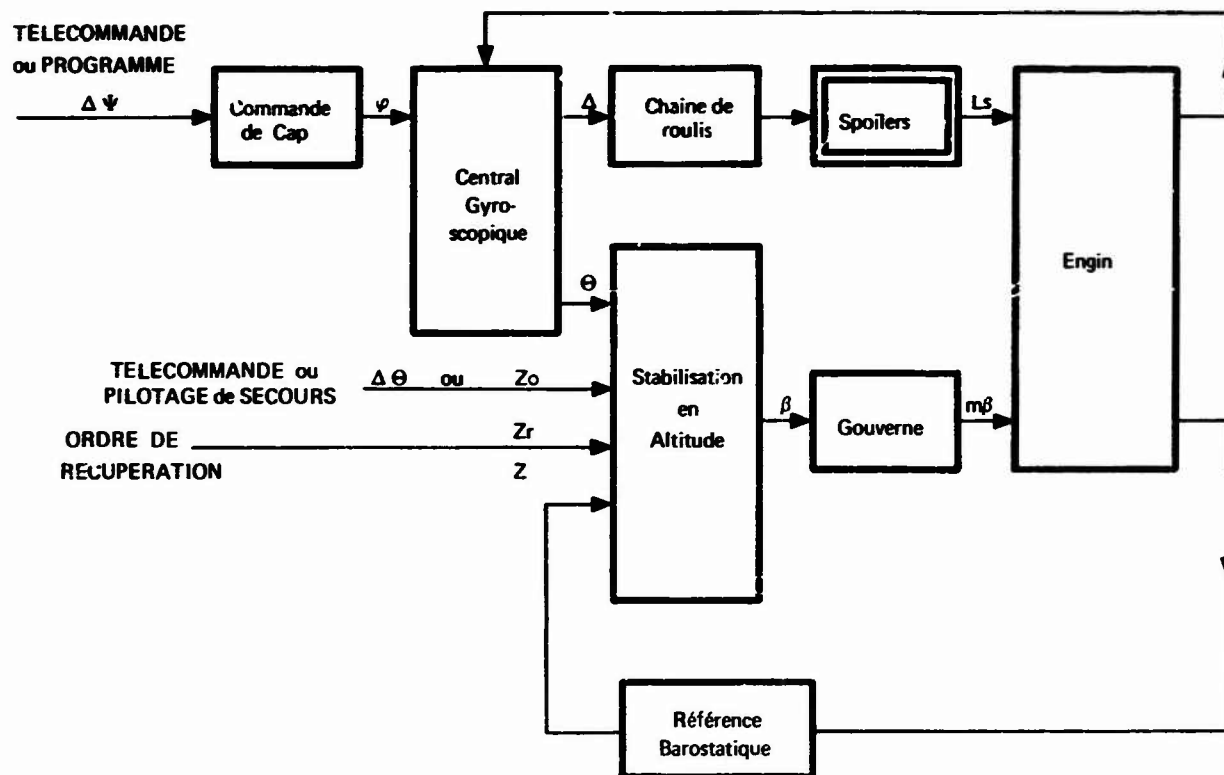 TELECOMMANDE
ou PROGRAMME
Δ Ψ
Commande
de Cap
φ
Central
Gyro-
scopique
Δ
Chaine de
roulis
Spoilers
Ls
Engin
Θ
TELECOMMANDE ou
PILOTAGE de SECOURS
Δ Θ ou Zo
ORDRE DE
RECUPERATION
Zr
Z
Stabilisation
en
Altitude
β
Gouverne
mβ
Référence
Barostatique